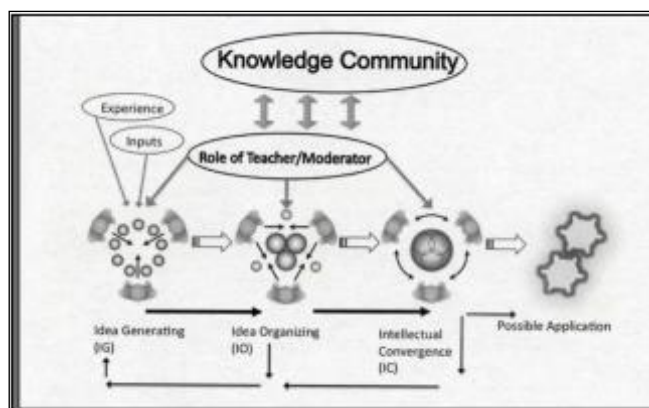 Knowledge Community
Experience
Inputs
Role of Teacher/Moderator
Idea Generating
(IG)
Idea Organizing
(IO)
Intellectual
Convergence
(IC)
Possible Application